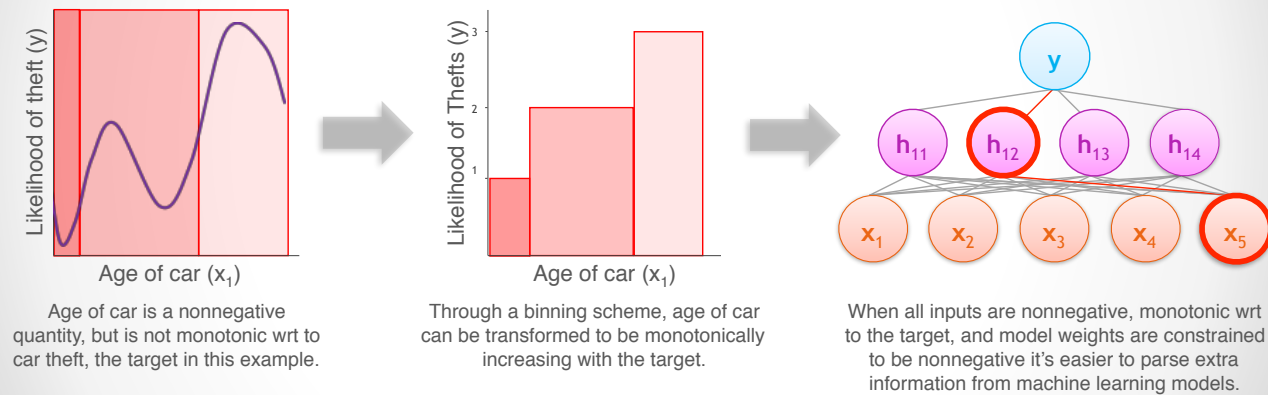 Likelihood of theft (y)
Age of car (x₁)
Age of car is a nonnegative
quantity, but is not monotonic wrt to
car theft, the target in this example.
Likelihood of Thefts (y)
3
2
1
Age of car (x₁)
Through a binning scheme, age of car
can be transformed to be monotonically
increasing with the target.
y
h₁₁ h₁₂ h₁₃ h₁₄
x₁ x₂ x₃ x₄ x₅
When all inputs are nonnegative, monotonic wrt
to the target, and model weights are constrained
to be nonnegative it’s easier to parse extra
information from machine learning models.